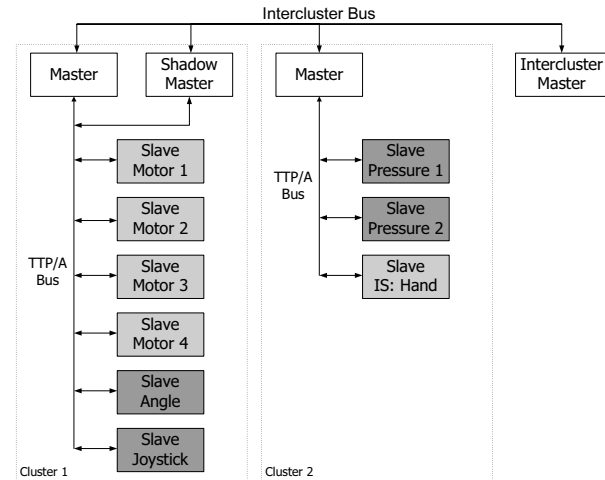 Intercluster Bus
Master
Shadow
Master
Master
Intercluster
Master
Slave
Motor 1
Slave
Motor 2
TTP/A
Bus
Slave
Motor 3
Slave
Motor 4
Slave
Angle
Slave
Joystick
Cluster 1
TTP/A
Bus
Slave
Pressure 1
Slave
Pressure 2
Slave
IS: Hand
Cluster 2